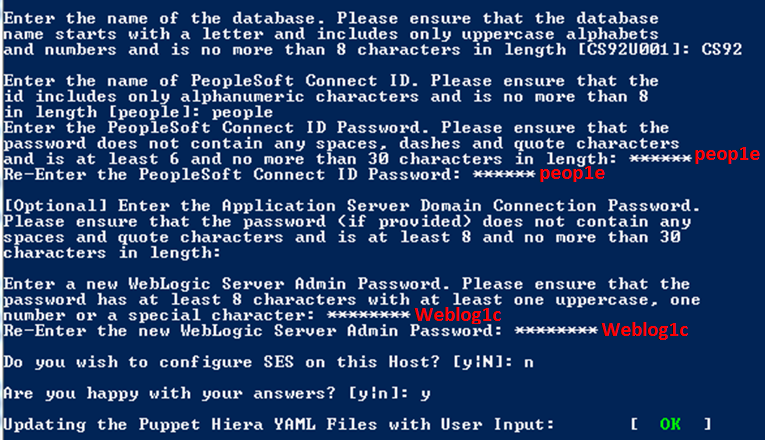 Enter the name of the database. Please ensure that the database
name starts with a letter and includes only uppercase alphabets
and numbers and is no more than 8 characters in length [CS92U001]: CS92
Enter the name of PeopleSoft Connect ID. Please ensure that the
id includes only alphanumeric characters and is no more than 8
in length [people]: people
Enter the PeopleSoft Connect ID Password. Please ensure that the
password does not contain any spaces, dashes and quote characters
and is at least 6 and no more than 30 characters in length: ****** peop1e
Re-Enter the PeopleSoft Connect ID Password: ****** peop1e
[Optional] Enter the Application Server Domain Connection Password.
Please ensure that the password (if provided) does not contain any
spaces and quote characters and is at least 8 and no more than 30
characters in length:
Enter a new WebLogic Server Admin Password. Please ensure that the
password has at least 8 characters with at least one uppercase, one
number or a special character: ******** Weblog1c
Re-Enter the new WebLogic Server Admin Password: ******** Weblog1c
Do you wish to configure SES on this Host? [y|N]: n
Are you happy with your answers? [y|n]: y
Updating the Puppet Hiera YAML Files with User Input: [ OK ]